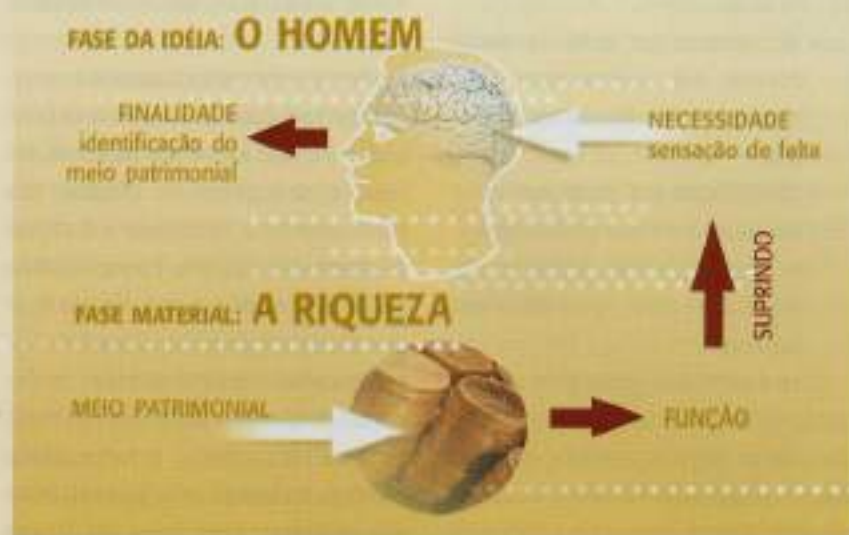 FASE DA IDÉIA: O HOMEM
FINALIDADE
identificação do
meio patrimonial
NECESSIDADE
sensação de falta
SUPRINDO
FASE MATERIAL: A RIQUEZA
MEIO PATRIMONIAL
FUNÇÃO